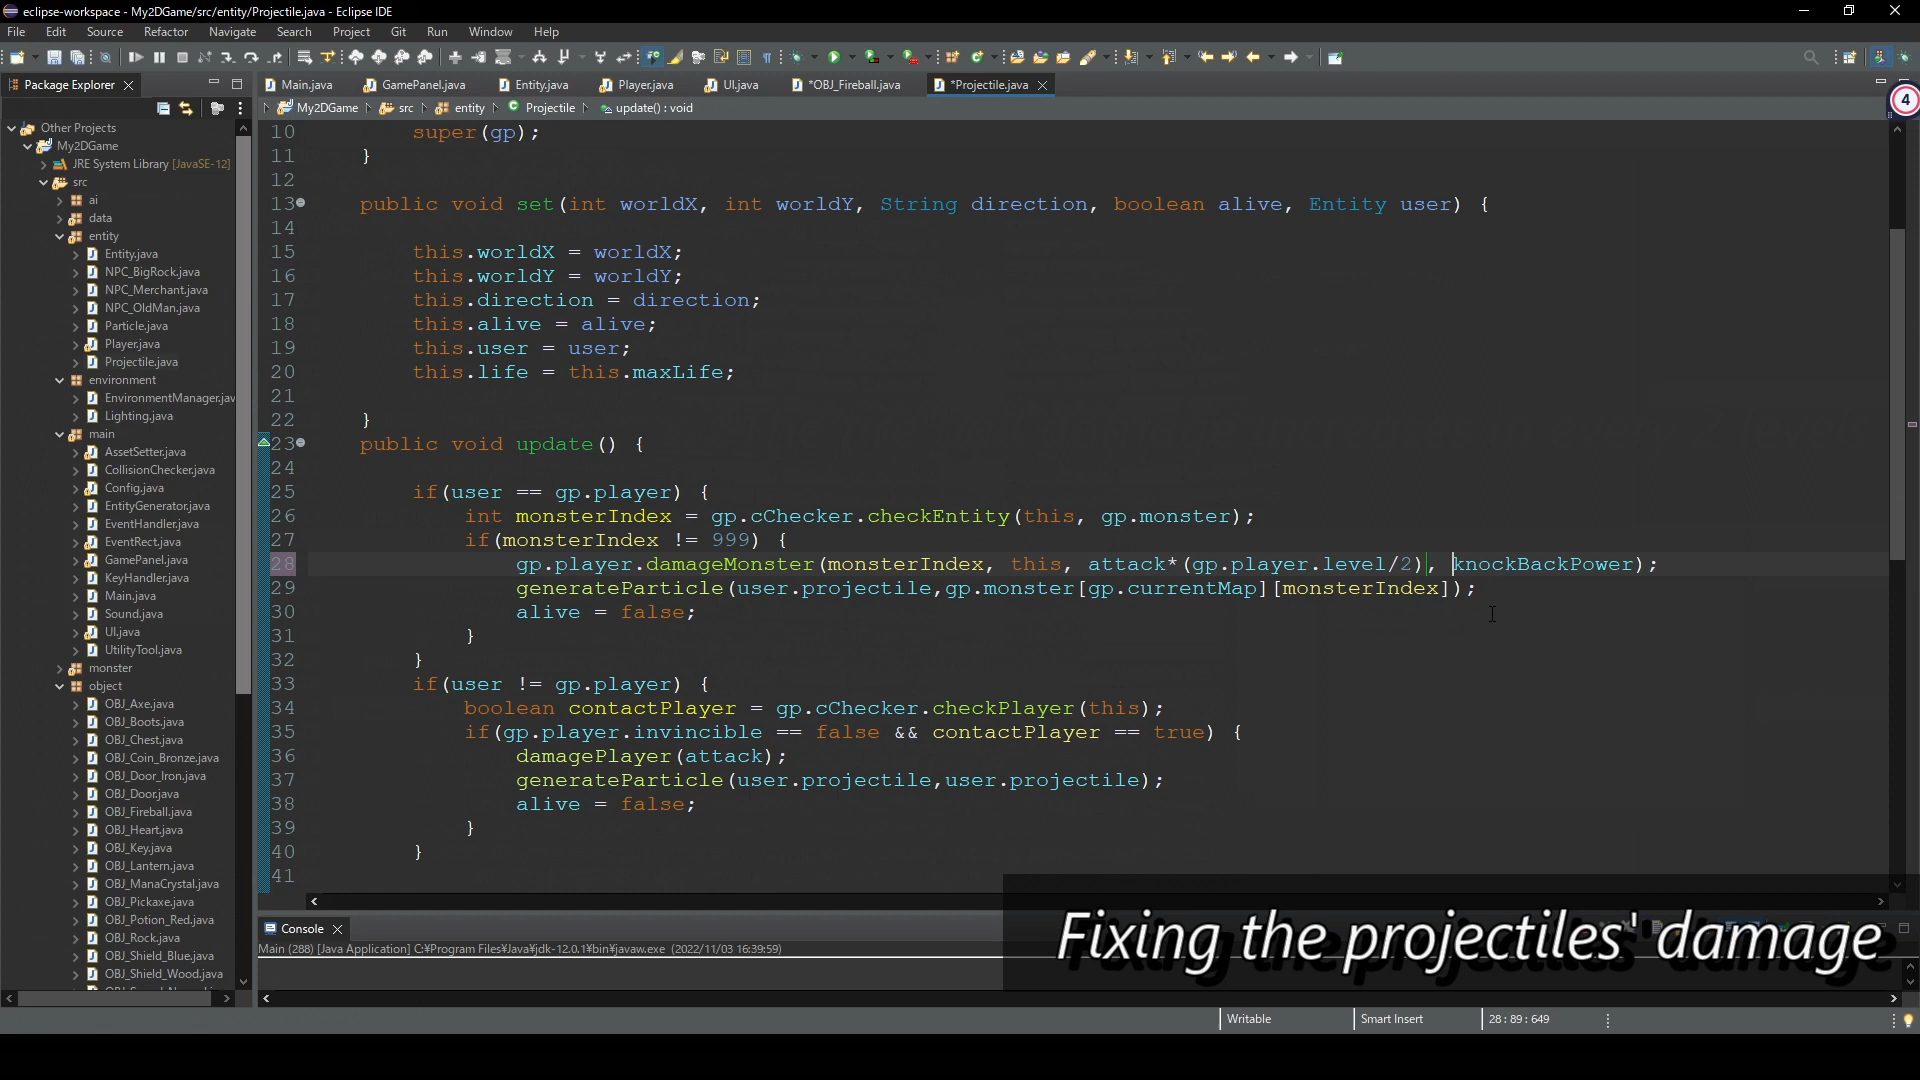 eclipse-workspace - My2DGame/src/entity/Projectile.java - Eclipse IDE
File Edit Source Refactor Navigate Search Project Git Run Window Help
Package Explorer
Main.java GamePanel.java Entity.java Player.java UI.java *OBJ_Fireball.java *Projectile.java
4
My2DGame src entity Projectile update() : void
Other Projects
My2DGame
JRE System Library [JavaSE-12]
src
ai
data
entity
Entity.java
NPC_BigRock.java
NPC_Merchant.java
NPC_OldMan.java
Particle.java
Player.java
Projectile.java
environment
EnvironmentManager.jav
Lighting.java
main
AssetSetter.java
CollisionChecker.java
Config.java
EntityGenerator.java
EventHandler.java
EventRect.java
GamePanel.java
KeyHandler.java
Main.java
Sound.java
UI.java
UtilityTool.java
monster
object
OBJ_Axe.java
OBJ_Boots.java
OBJ_Chest.java
OBJ_Coin_Bronze.java
OBJ_Door_Iron.java
OBJ_Door.java
OBJ_Fireball.java
OBJ_Heart.java
OBJ_Key.java
OBJ_Lantern.java
OBJ_ManaCrystal.java
OBJ_Pickaxe.java
OBJ_Potion_Red.java
OBJ_Rock.java
OBJ_Shield_Blue.java
OBJ_Shield_Wood.java
10 super(gp);
11 }
12
13 public void set(int worldX, int worldY, String direction, boolean alive, Entity user) {
14
15 this.worldX = worldX;
16 this.worldY = worldY;
17 this.direction = direction;
18 this.alive = alive;
19 this.user = user;
20 this.life = this.maxLife;
21
22 }
23 public void update() {
24
25 if(user == gp.player) {
26 int monsterIndex = gp.cChecker.checkEntity(this, gp.monster);
27 if(monsterIndex != 999) {
28 gp.player.damageMonster(monsterIndex, this, attack*(gp.player.level/2), knockBackPower);
29 generateParticle(user.projectile,gp.monster[gp.currentMap][monsterIndex]);
30 alive = false;
31 }
32 }
33 if(user != gp.player) {
34 boolean contactPlayer = gp.cChecker.checkPlayer(this);
35 if(gp.player.invincible == false && contactPlayer == true) {
36 damagePlayer(attack);
37 generateParticle(user.projectile,user.projectile);
38 alive = false;
39 }
40 }
41
Console
Main (288) [Java Application] C:¥Program Files¥Java¥jdk-12.0.1¥bin¥javaw.exe (2022/11/03 16:39:59)
Fixing the projectiles' damage
Writable Smart Insert 28 : 89 : 649